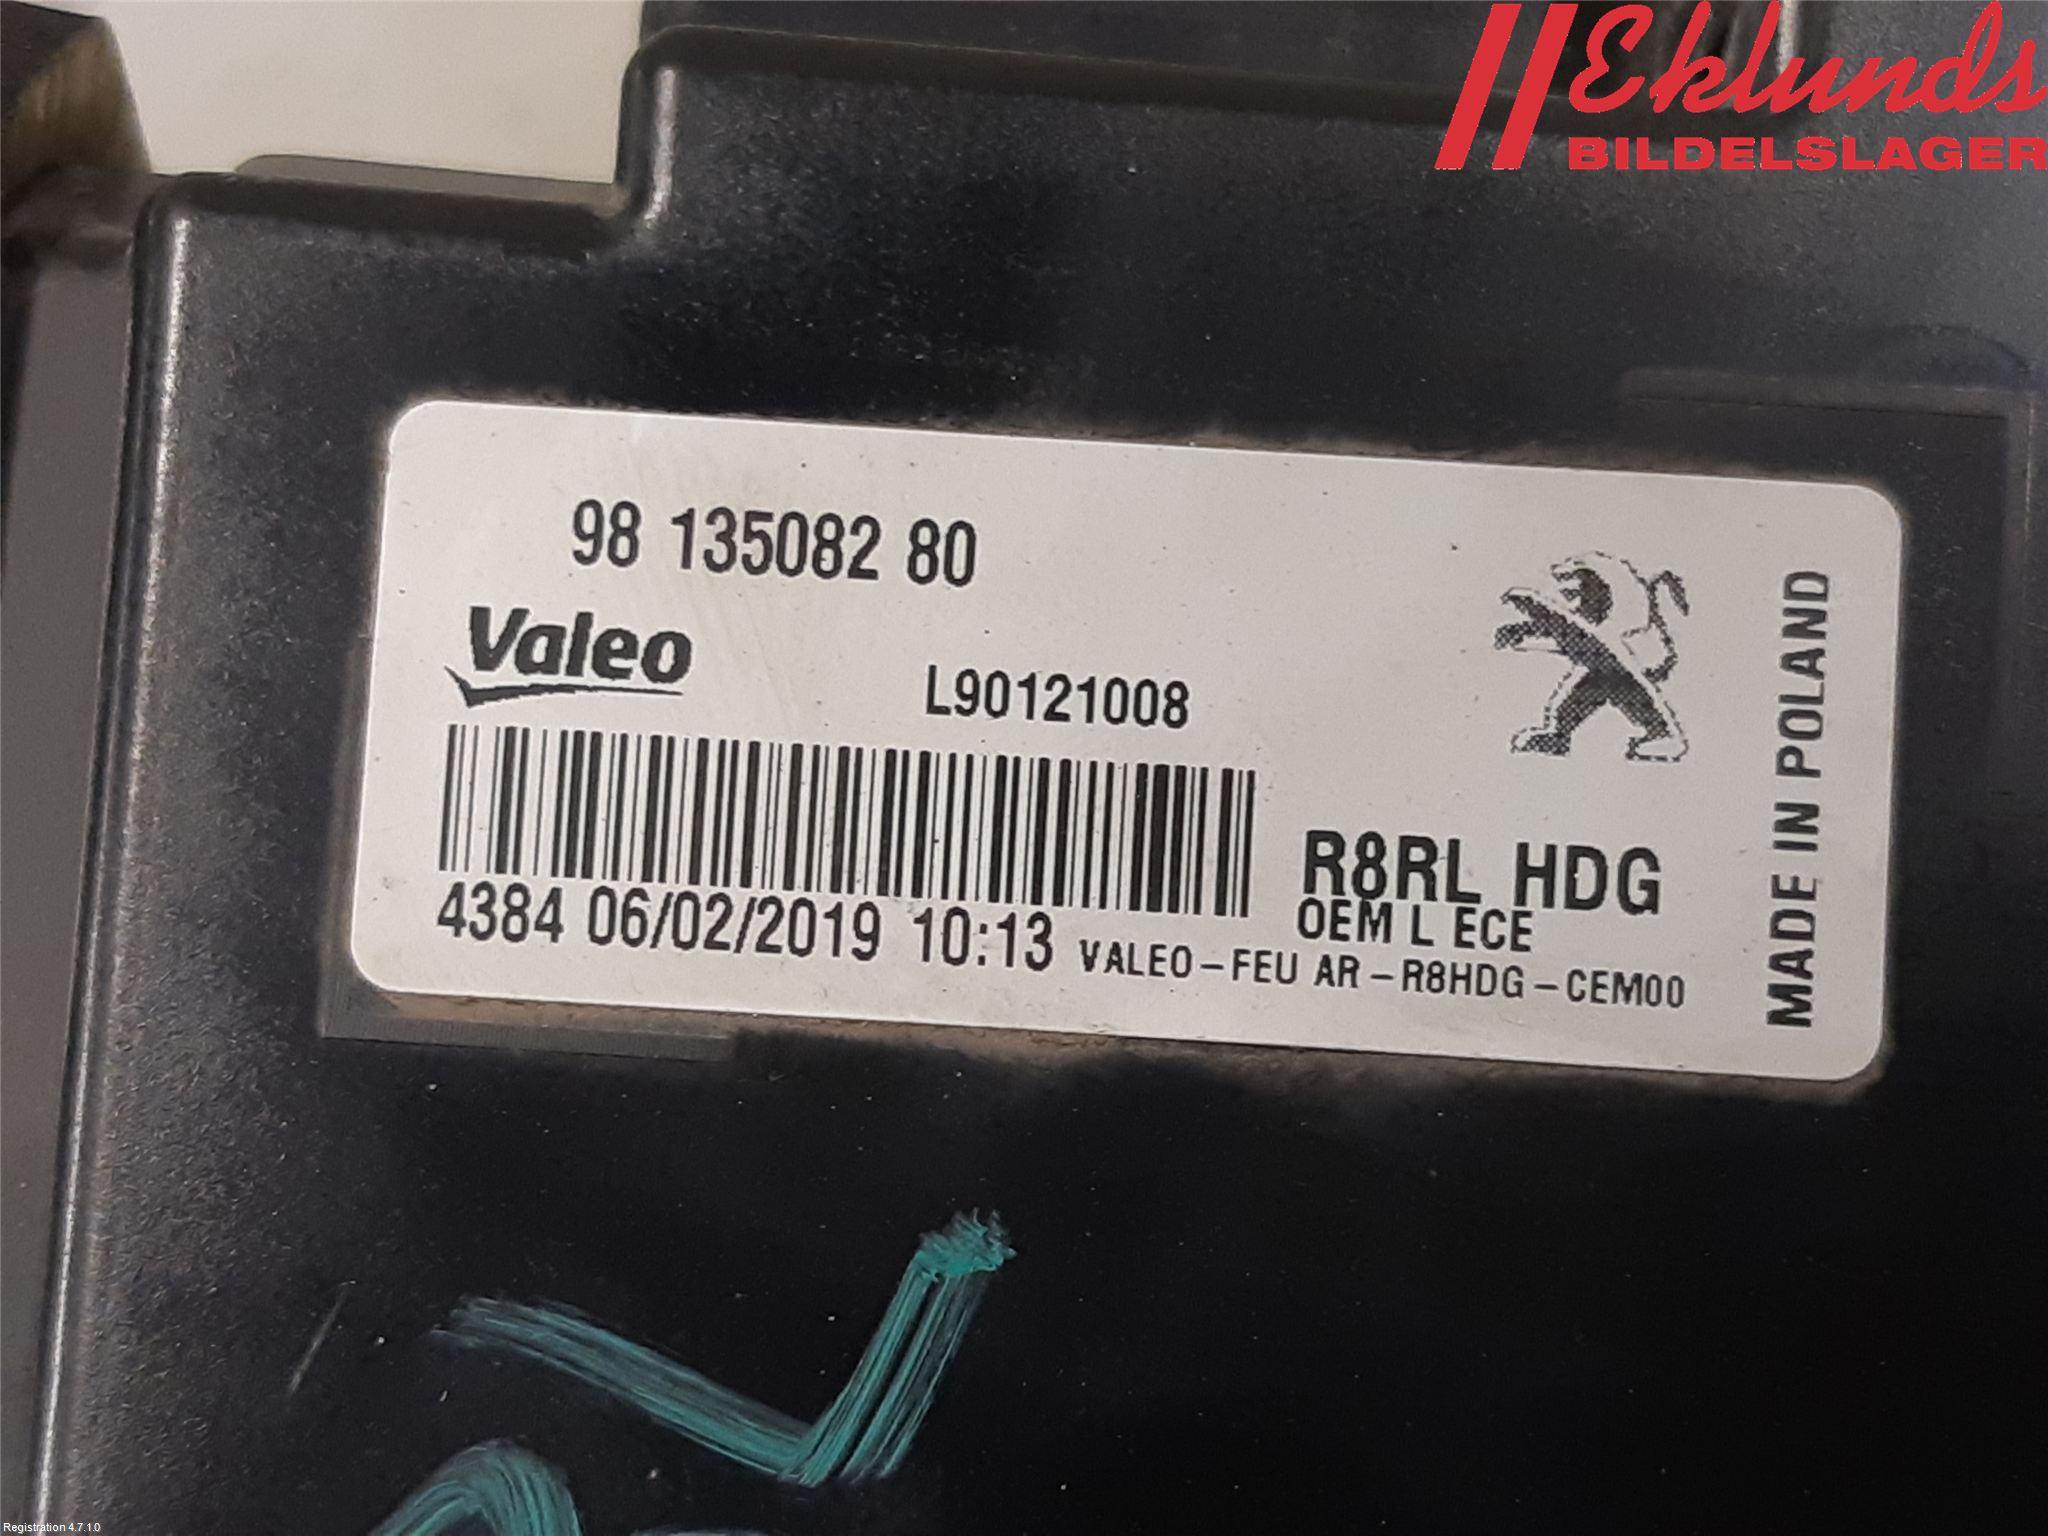 Eklunds
BILDELSLAGER
98 135082 80
Valeo
L90121008
R8RL HDG
OEM L ECE
4384 06/02/2019 10:13 VALEO-FEU AR-R8HDG-CEM00
MADE IN POLAND
Registration 4.7.1.0